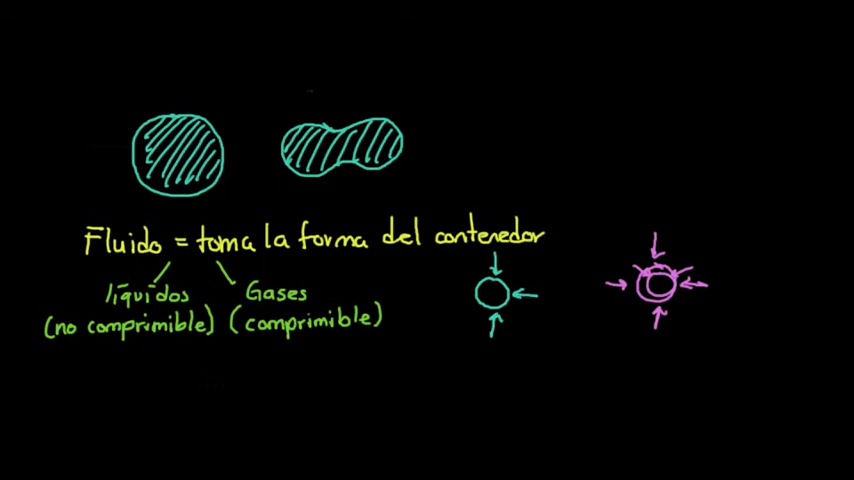 Fluido = toma la forma del contenedor
líquidos Gases
(no comprimible) (comprimible)